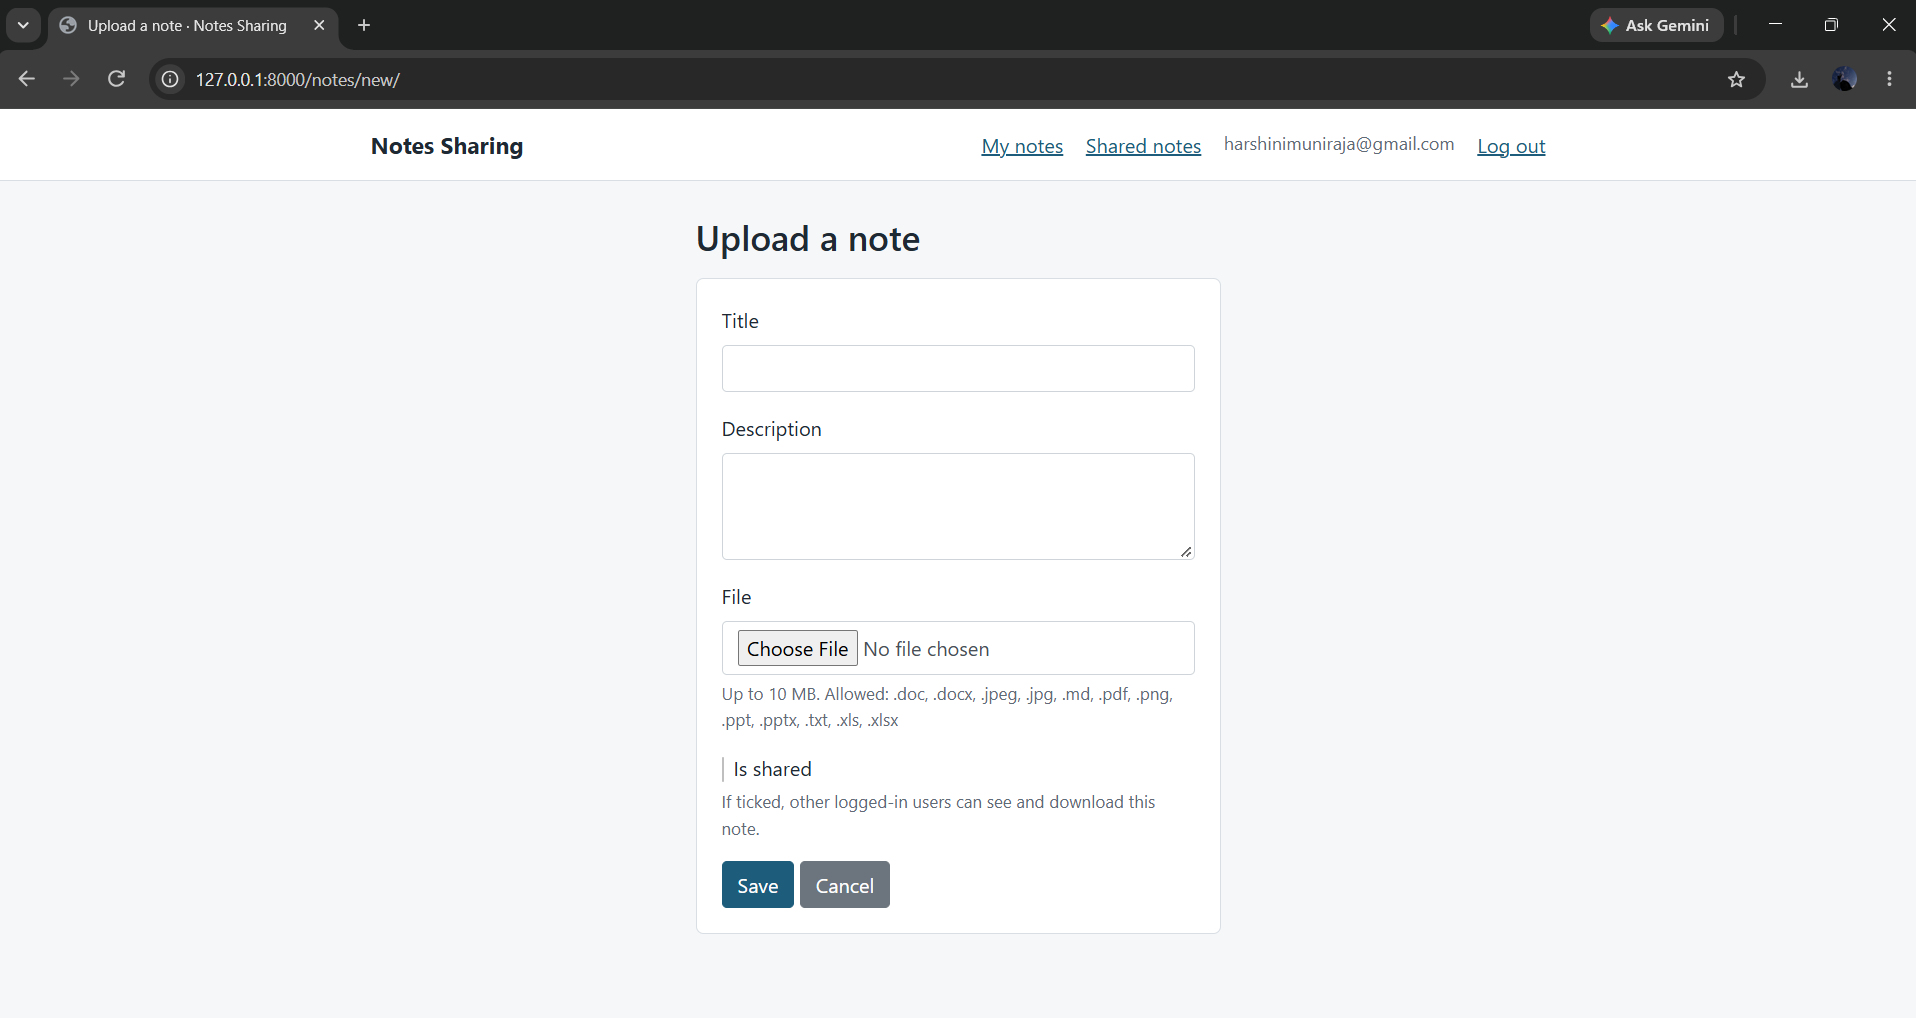 Upload a note · Notes Sharing
Ask Gemini
127.0.0.1:8000/notes/new/
Notes Sharing
My notes
Shared notes
harshinimuniraja@gmail.com
Log out
Upload a note
Title
Description
File
Choose File No file chosen
Up to 10 MB. Allowed: .doc, .docx, .jpeg, .jpg, .md, .pdf, .png,
.ppt, .pptx, .txt, .xls, .xlsx
Is shared
If ticked, other logged-in users can see and download this
note.
Save
Cancel